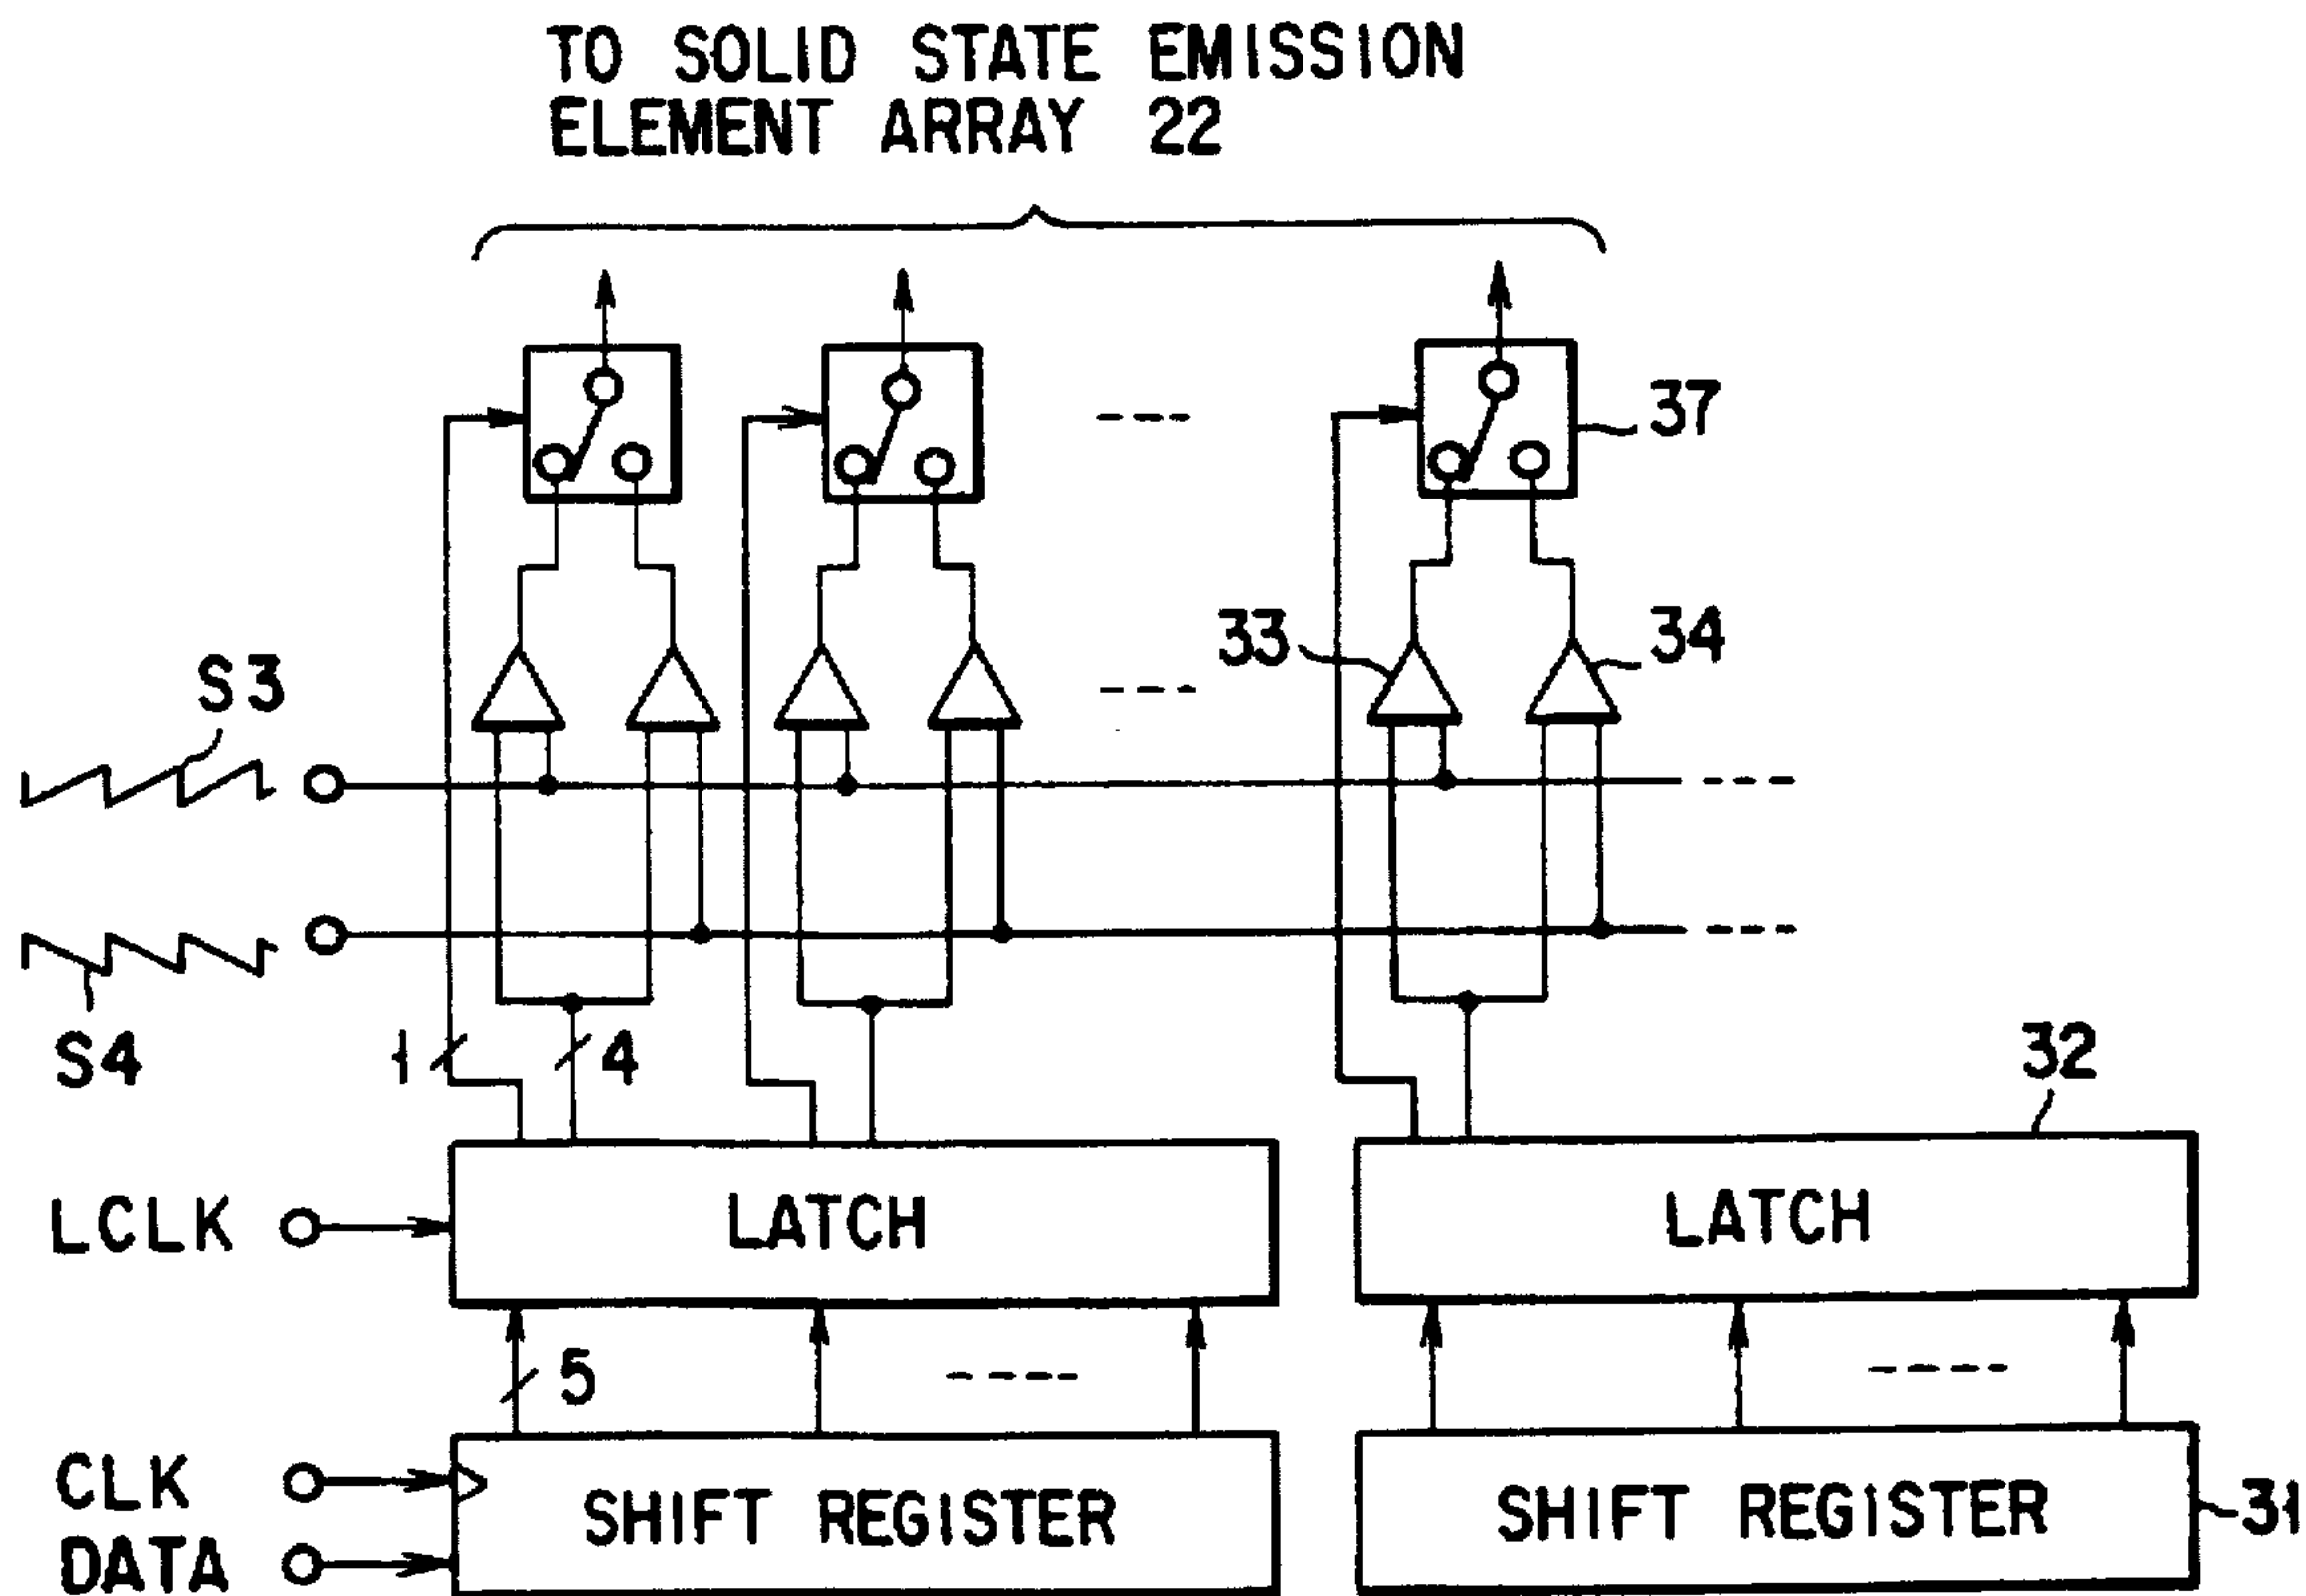 TO SOLID STATE EMISSION
ELEMENT ARRAY 22
37
33
34
S3
S4
1
4
32
LCLK
LATCH
LATCH
5
CLK
DATA
SHIFT REGISTER
SHIFT REGISTER
31